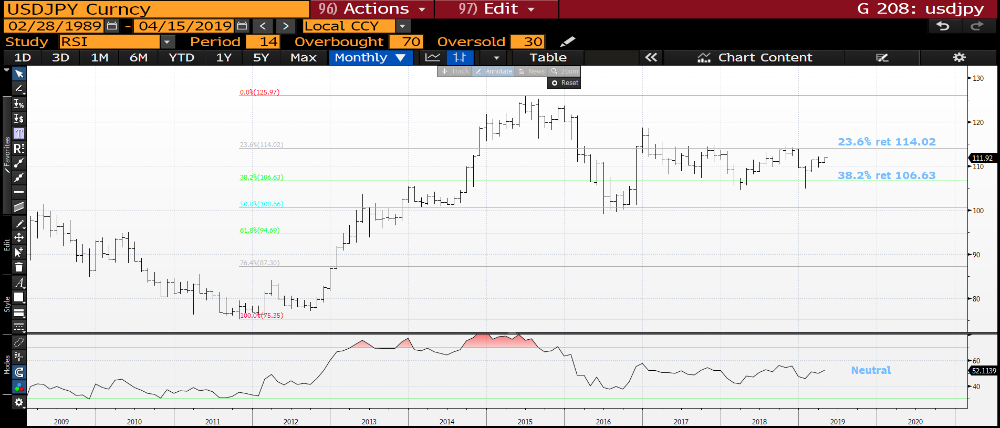 USDJPY Curncy 96) Actions 97) Edit G 208: usdjpy
02/28/1989 - 04/15/2019 < > Local CCY
Study RSI Period 14 Overbought 70 Oversold 30
1D 3D 1M 6M YTD 1Y 5Y Max Monthly ▼ Table « Chart Content
Track Annotate News Zoom
Reset
Favorites
Edit
Style
Modes
%
$
T
R
A
0.0%(125.97)
23.6%(114.02)
38.2%(106.63)
50.0%(100.66)
61.8%(94.69)
76.4%(87.30)
100.0%(75.35)
23.6% ret 114.02
38.2% ret 106.63
130
120
111.92
110
100
90
80
Neutral
60
52.1139
40
2009 2010 2011 2012 2013 2014 2015 2016 2017 2018 2019 2020